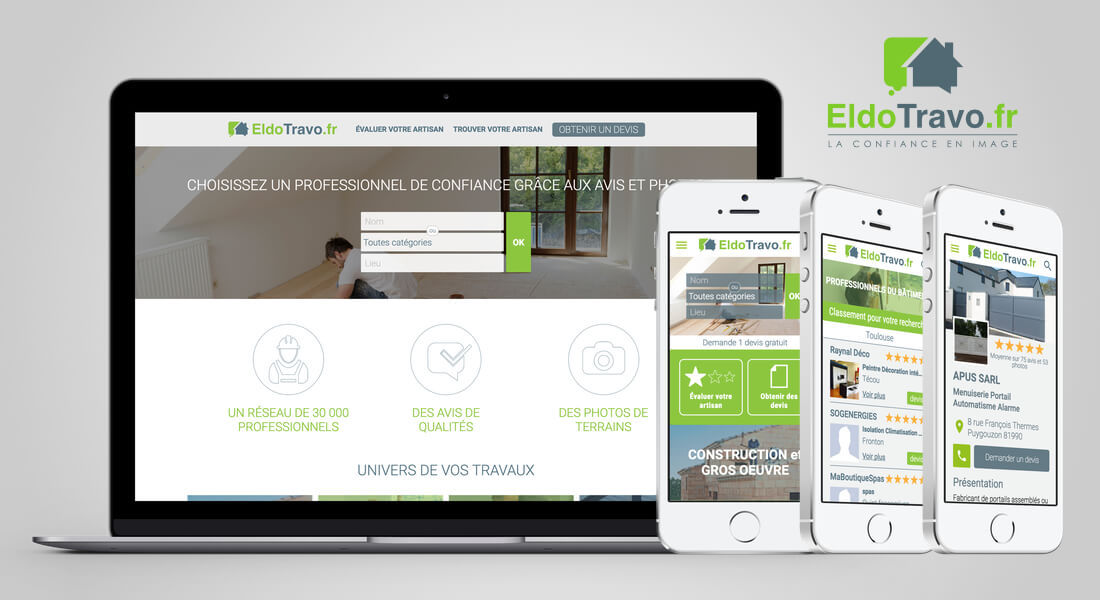 EldoTravo.fr
LA CONFIANCE EN IMAGE
EldoTravo.fr ÉVALUER VOTRE ARTISAN TROUVER VOTRE ARTISAN OBTENIR UN DEVIS
CHOISISSEZ UN PROFESSIONNEL DE CONFIANCE GRÂCE AUX AVIS ET PH
Nom
ou
Toutes catégories
OK
Lieu
UN RÉSEAU DE 30 000
PROFESSIONNELS
DES AVIS DE
QUALITÉS
DES PHOTOS DE
TERRAINS
UNIVERS DE VOS TRAVAUX
EldoTravo.fr
Nom
ou
Toutes catégories
OK
Lieu
Demande 1 devis gratuit
Évaluer votre
artisan
Obtenir des
devis
CONSTRUCTION et
GROS OEUVRE
EldoTravo.fr
PROFESSIONNELS DU BÂTIME
Classement pour votre recherch
Toulouse
Raynal Déco
Peintre Décoration inté...
Técou
Voir plus
devis
SOGENERGIES
Isolation Climatisation ...
Fronton
Voir plus
devis
MaBoutiqueSpas
spas
EldoTravo.fr
Moyenne sur 75 avis et 53
photos
APUS SARL
Menuiserie Portail
Automatisme Alarme
8 rue François Thermes
Puygouzon 81990
Demander un devis
Présentation
Fabricant de portails assemblés ou